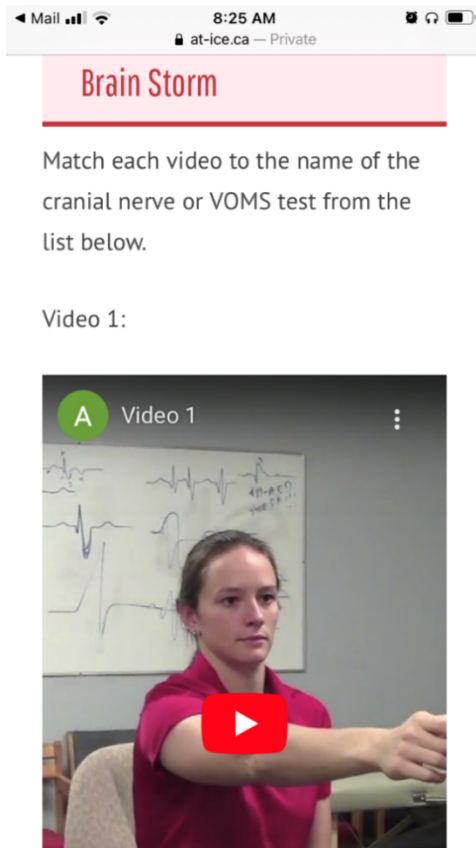 Mail
8:25 AM
at-ice.ca — Private
Brain Storm
Match each video to the name of the
cranial nerve or VOMS test from the
list below.
Video 1:
A Video 1